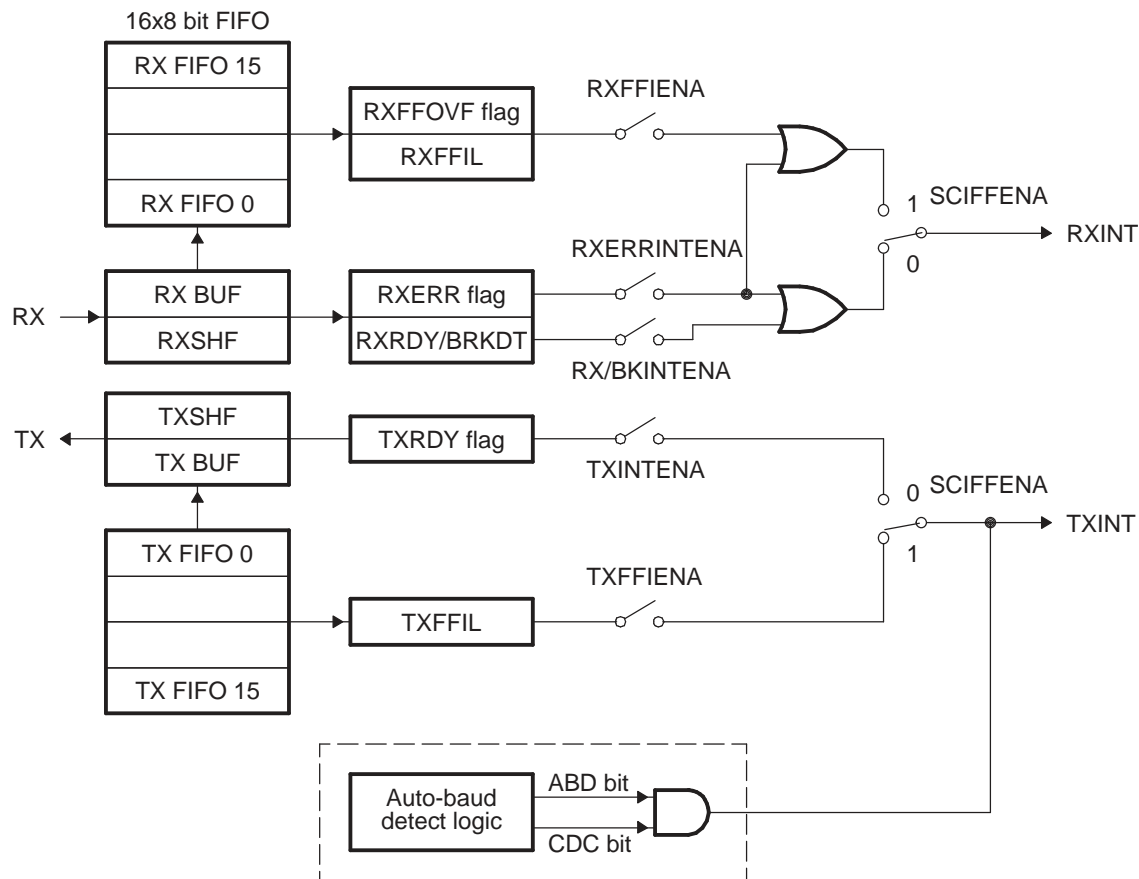 16x8 bit FIFO
RX FIFO 15
RX FIFO 0
RXFFOVF flag
RXFFIL
RXFFIENA
1
SCIFFENA
0
RXINT
RX
RX BUF
RXSHF
RXERR flag
RXRDY/BRKDT
RXERRINTENA
RX/BKINTENA
TX
TXSHF
TX BUF
TXRDY flag
TXINTENA
0
SCIFFENA
1
TXINT
TX FIFO 0
TX FIFO 15
TXFFIL
TXFFIENA
Auto-baud
detect logic
ABD bit
CDC bit